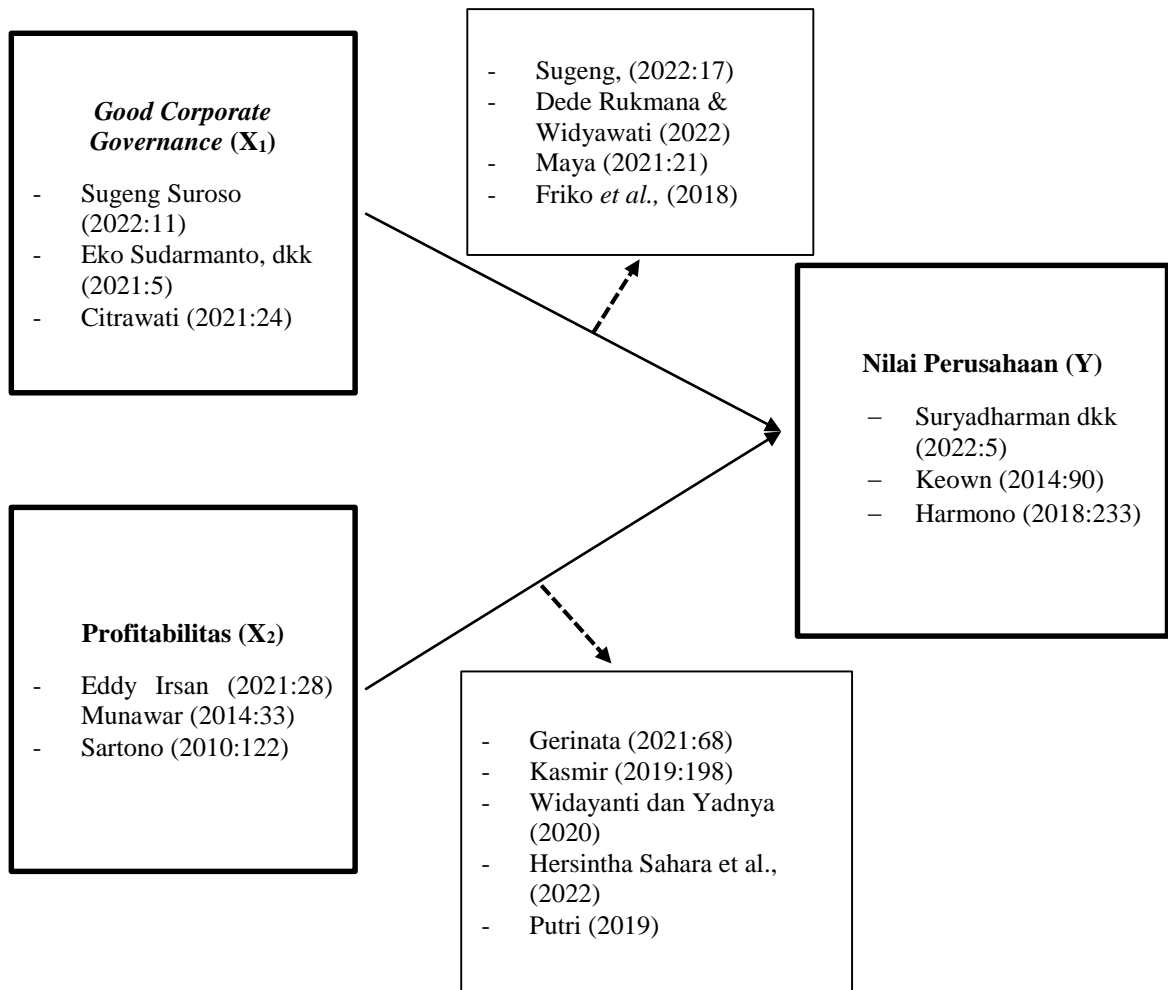 Good Corporate
Governance (X₁)
- Sugeng Suroso
(2022:11)
- Eko Sudarmanto, dkk
(2021:5)
- Citrawati (2021:24)
- Sugeng, (2022:17)
- Dede Rukmana &
Widyawati (2022)
- Maya (2021:21)
- Friko et al., (2018)
Nilai Perusahaan (Y)
– Suryadharman dkk
(2022:5)
– Keown (2014:90)
– Harmono (2018:233)
Profitabilitas (X₂)
- Eddy Irsan (2021:28)
Munawar (2014:33)
- Sartono (2010:122)
- Gerinata (2021:68)
- Kasmir (2019:198)
- Widayanti dan Yadnya
(2020)
- Hersintha Sahara et al.,
(2022)
- Putri (2019)